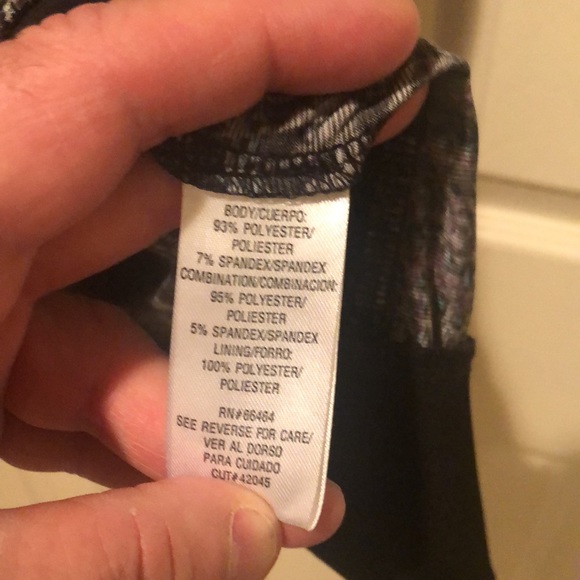 BODY/CUERPO:
93% POLYESTER/
POLIESTER
7% SPANDEX/SPANDEX
COMBINATION/COMBINACION:
95% POLYESTER/
POLIESTER
5% SPANDEX/SPANDEX
LINING/FORRO:
100% POLYESTER/
POLIESTER
RN#66464
SEE REVERSE FOR CARE/
VER AL DORSO
PARA CUIDADO
CUT#42045